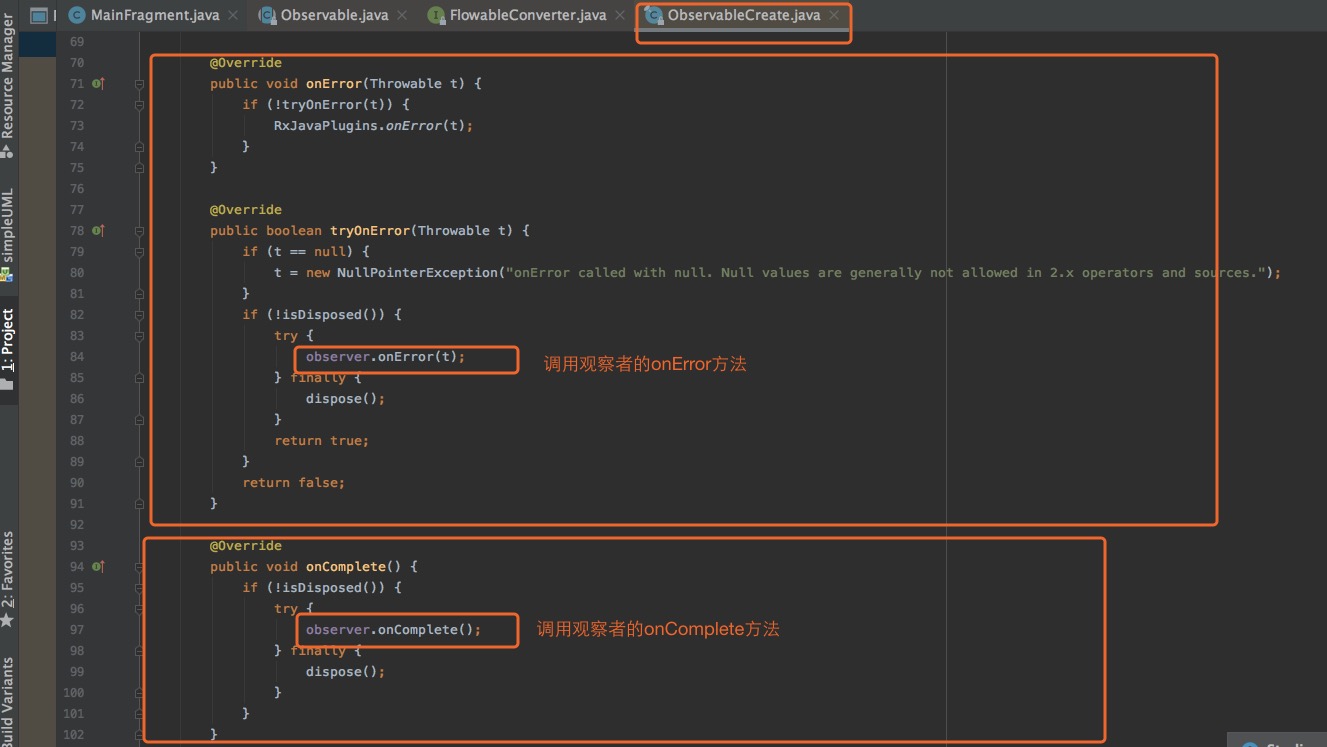 MainFragment.java
Observable.java
FlowableConverter.java
ObservableCreate.java
Resource Manager
simpleUML
1: Project
2: Favorites
Build Variants
69
70 @Override
71 public void onError(Throwable t) {
72 if (!tryOnError(t)) {
73 RxJavaPlugins.onError(t);
74 }
75 }
76
77 @Override
78 public boolean tryOnError(Throwable t) {
79 if (t == null) {
80 t = new NullPointerException("onError called with null. Null values are generally not allowed in 2.x operators and sources.");
81 }
82 if (!isDisposed()) {
83 try {
84 observer.onError(t); 调用观察者的onError方法
85 } finally {
86 dispose();
87 }
88 return true;
89 }
90 return false;
91 }
92
93 @Override
94 public void onComplete() {
95 if (!isDisposed()) {
96 try {
97 observer.onComplete(); 调用观察者的onComplete方法
98 } finally {
99 dispose();
100 }
101 }
102 }